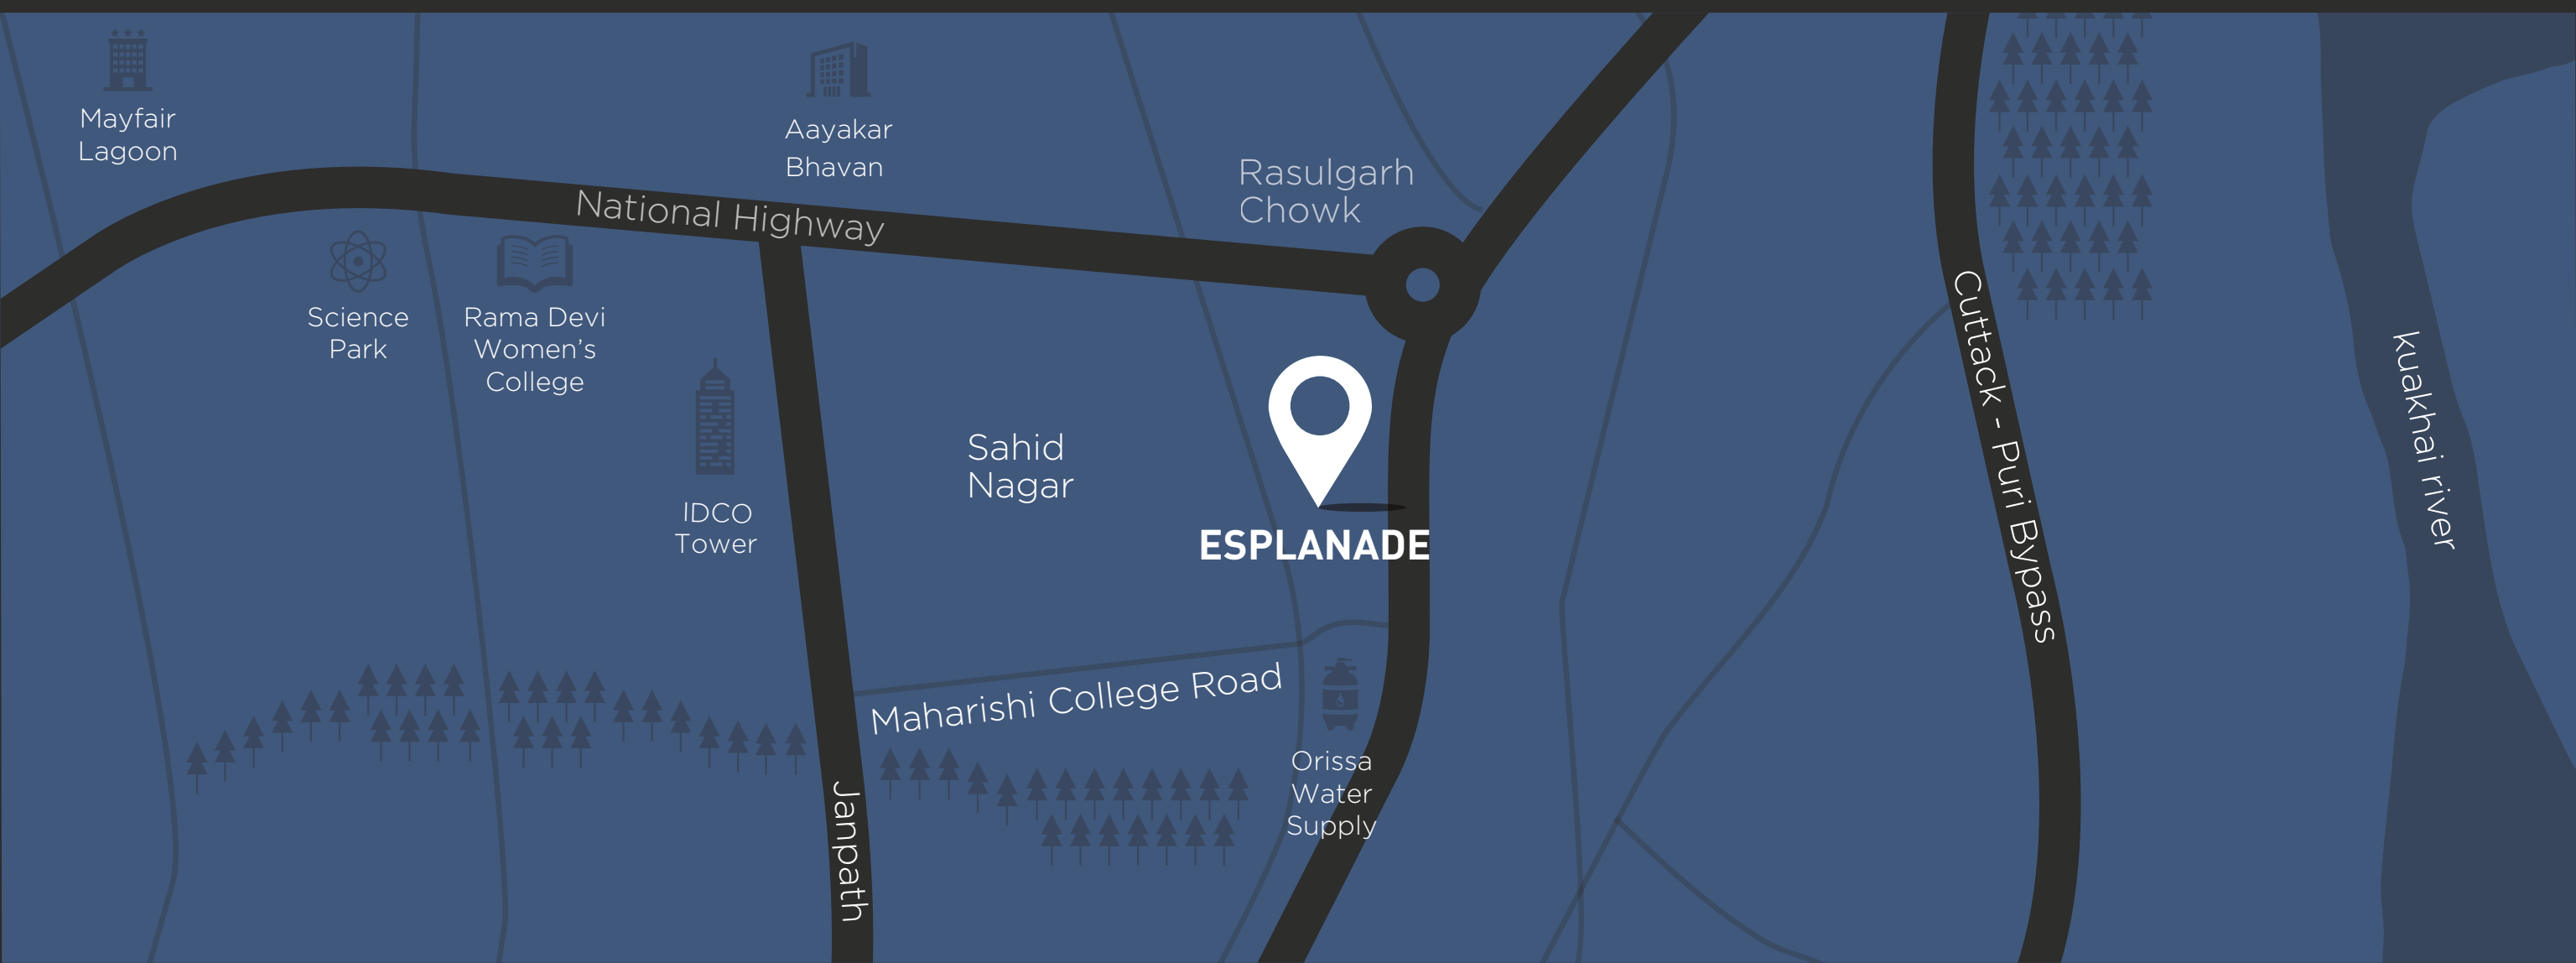 Mayfair
Lagoon
Aayakar
Bhavan
National Highway
Rasulgarh
Chowk
Science
Park
Rama Devi
Women's
College
IDCO
Tower
Sahid
Nagar
ESPLANADE
Cuttack - Puri Bypass
kuakhai river
Maharishi College Road
Orissa
Water
Supply
Janpath